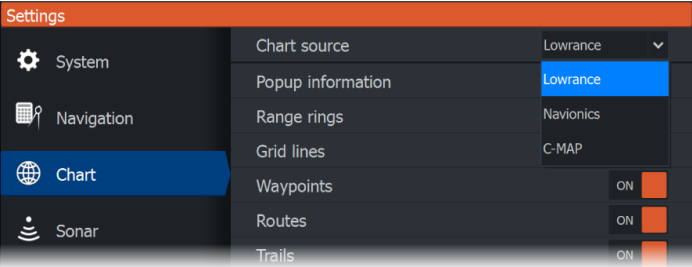 Settings
System
Navigation
Chart
Sonar
Chart source Lowrance
Popup information Lowrance
Range rings Navionics
Grid lines C-MAP
Waypoints ON
Routes ON
Trails ON